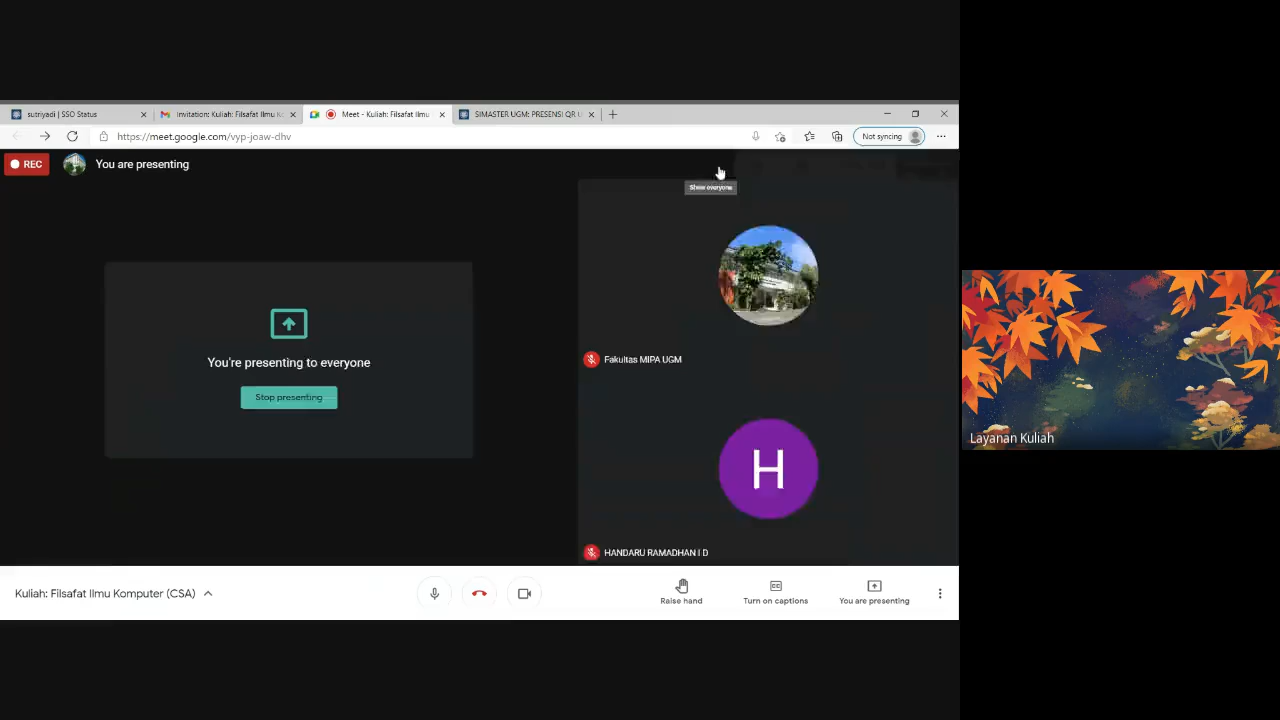 sutriyadi | SSO Status
Invitation: Kuliah: Filsafat Ilmu Ko
Meet - Kuliah: Filsafat Ilmu
SIMASTER UGM: PRESENSI QR U
https://meet.google.com/vyp-joaw-dhv
Not syncing
REC
You are presenting
Show everyone
You're presenting to everyone
Stop presenting
Fakultas MIPA UGM
H
HANDARU RAMADHAN I D
Kuliah: Filsafat Ilmu Komputer (CSA)
Raise hand
Turn on captions
You are presenting
Layanan Kuliah